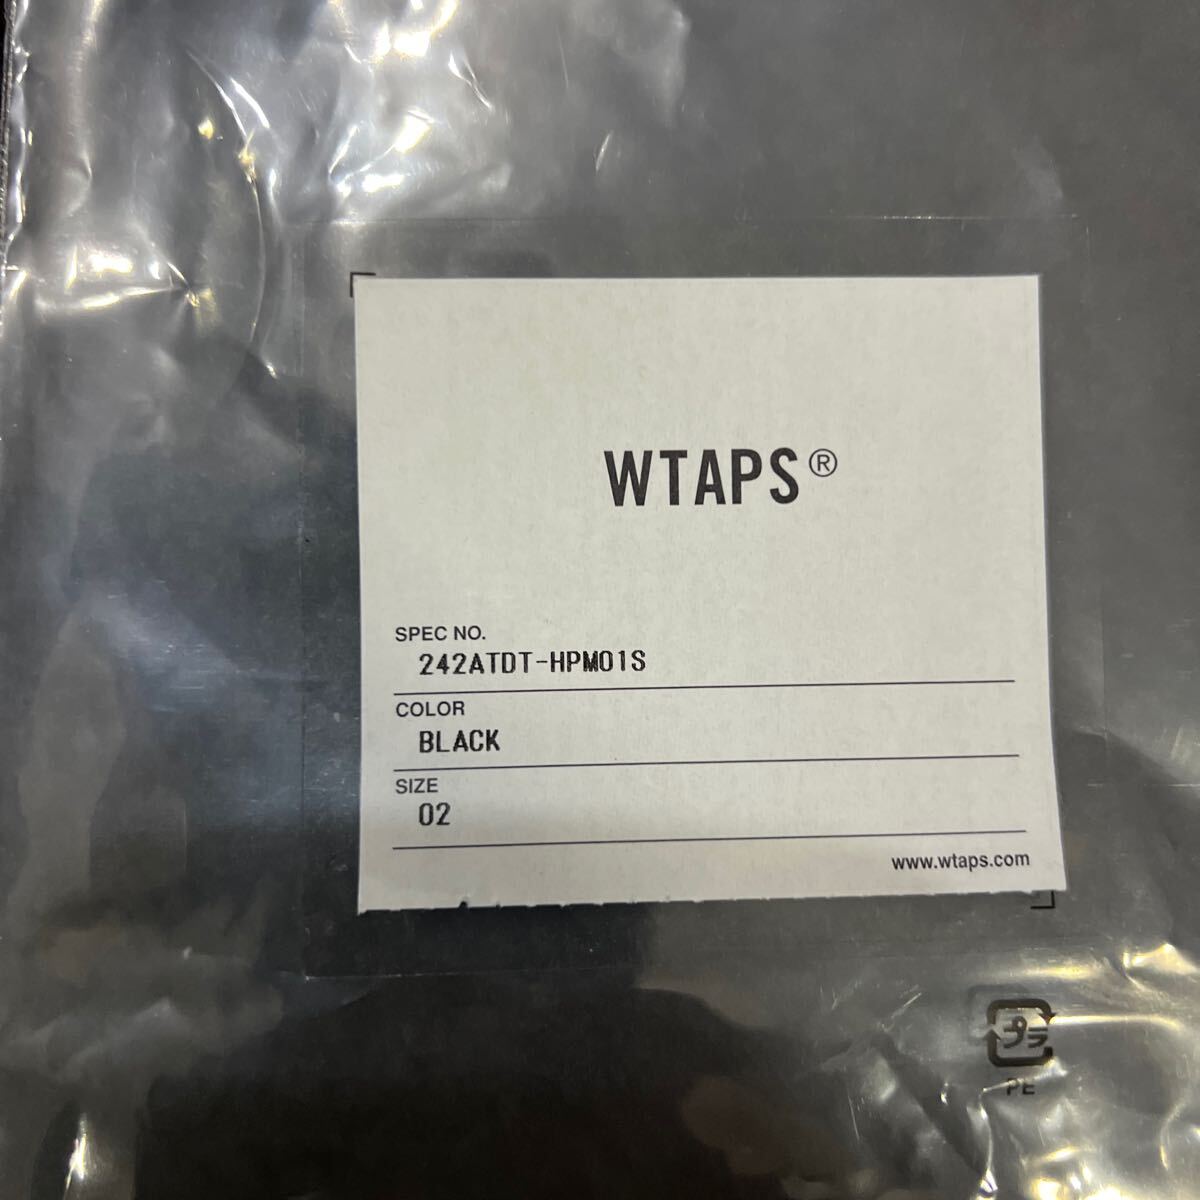 WTAPS®
SPEC NO.
242ATDT-HPM01S
COLOR
BLACK
SIZE
02
www.wtaps.com
プラ
PE